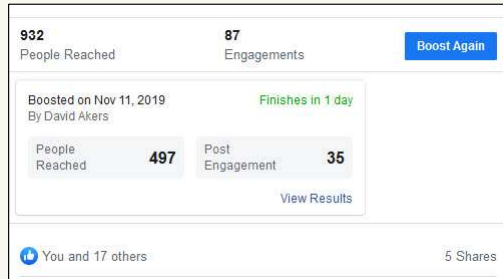 932 87
People Reached Engagements Boost Again
Boosted on Nov 11, 2019 Finishes in 1 day
By David Akers
People Reached 497 Post Engagement 35
View Results
You and 17 others 5 Shares